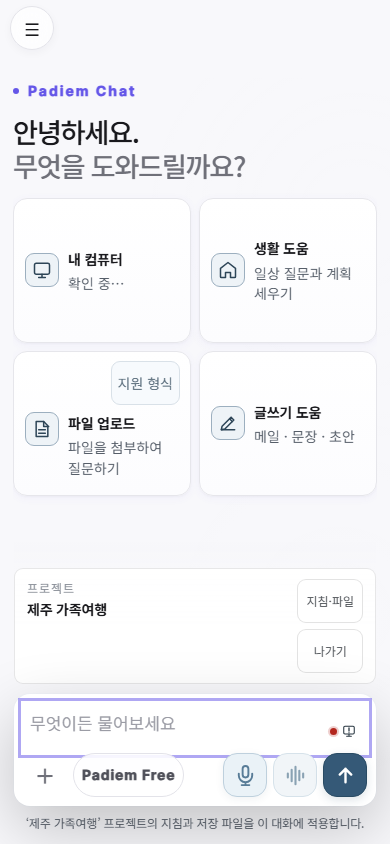 Padiem Chat
안녕하세요.
무엇을 도와드릴까요?
내 컴퓨터
확인 중…
생활 도움
일상 질문과 계획
세우기
지원 형식
파일 업로드
파일을 첨부하여
질문하기
글쓰기 도움
메일 · 문장 · 초안
프로젝트
제주 가족여행
지침·파일
나가기
무엇이든 물어보세요
Padiem Free
‘제주 가족여행’ 프로젝트의 지침과 저장 파일을 이 대화에 적용합니다.